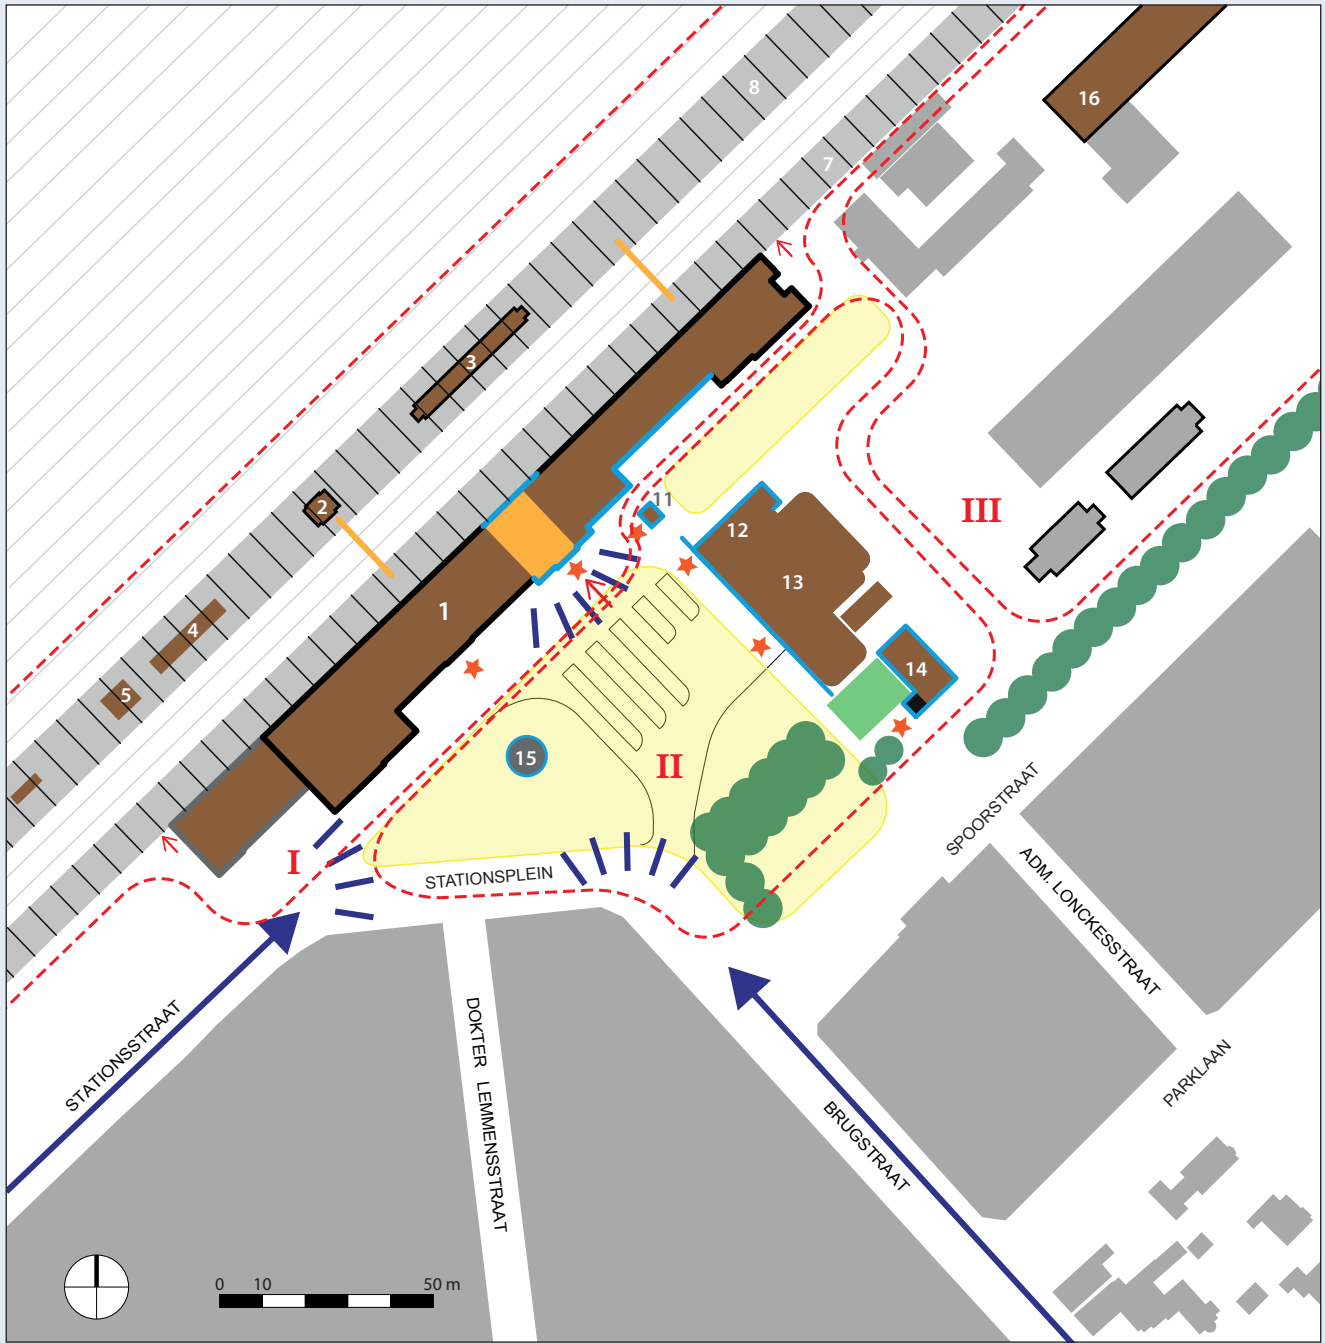 8
16
7
3
2
11
III
12
13
1
4
14
5
15
II
I
STATIONSPLEIN
SPOORSTRAAT
ADM. LONCKESSTRAAT
STATIONSSTRAAT
DOKTER LEMMENSSTRAAT
PARKLAAN
BRUGSTRAAT
0 10 50 m